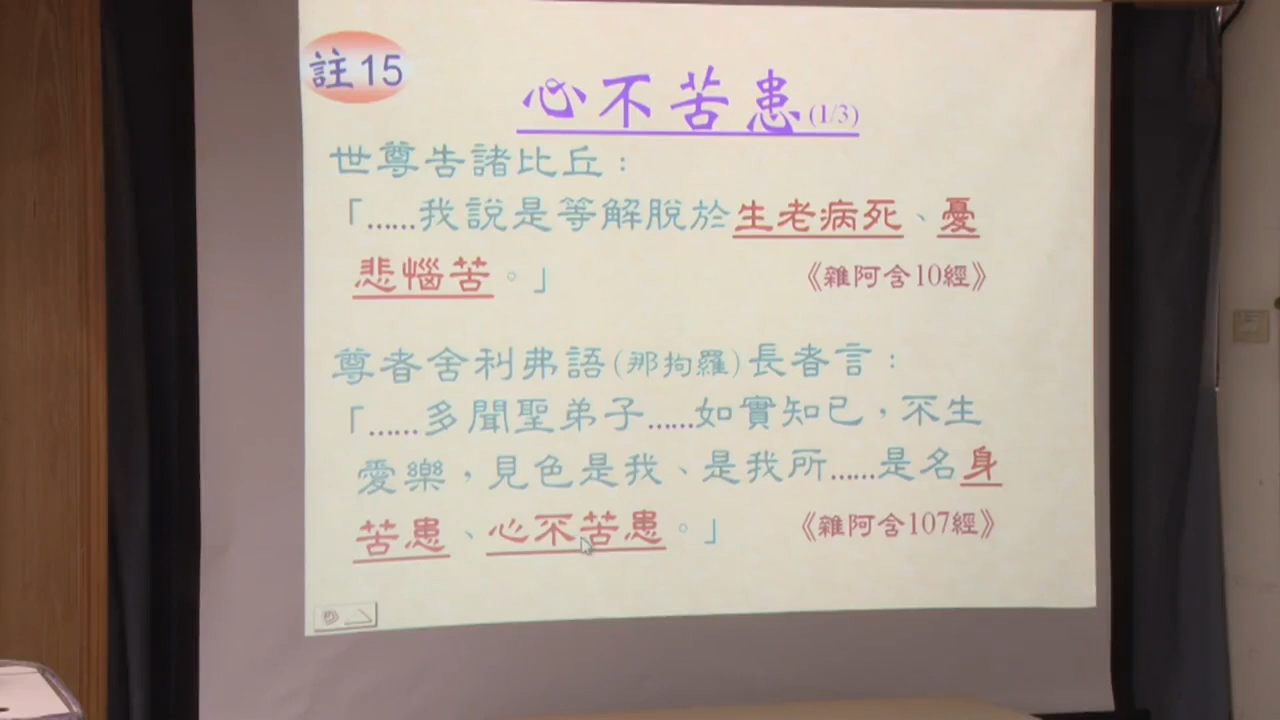 註15
心不苦患(1/3)
世尊告諸比丘：
「……我說是等解脫於生老病死、憂
悲惱苦。」 《雜阿含10經》
尊者舍利弗語(那拘羅)長者言：
「……多聞聖弟子……如實知已，不生
愛樂，見色是我、是我所……是名身
苦患、心不苦患。」 《雜阿含107經》